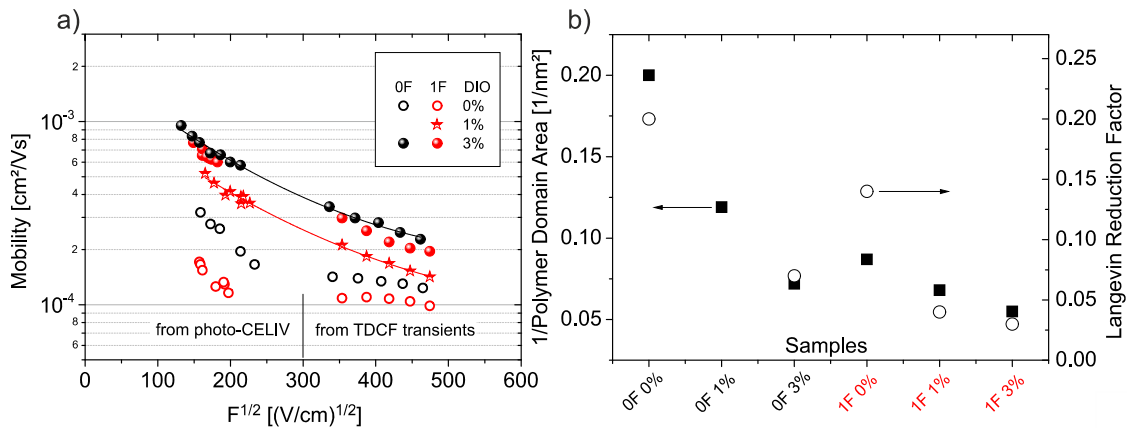 a)
Mobility [cm²/Vs]
2
10⁻³
8
6
4
2
10⁻⁴
8
6
5
0F 1F DIO
0%
1%
3%
from photo-CELIV
from TDCF transients
0 100 200 300 400 500 600
F¹ᐟ² [(V/cm)¹ᐟ²]
b)
1/Polymer Domain Area [1/nm²]
0.20
0.15
0.10
0.05
Langevin Reduction Factor
0.25
0.20
0.15
0.10
0.05
0.00
Samples
0F 0%
0F 1%
0F 3%
1F 0%
1F 1%
1F 3%